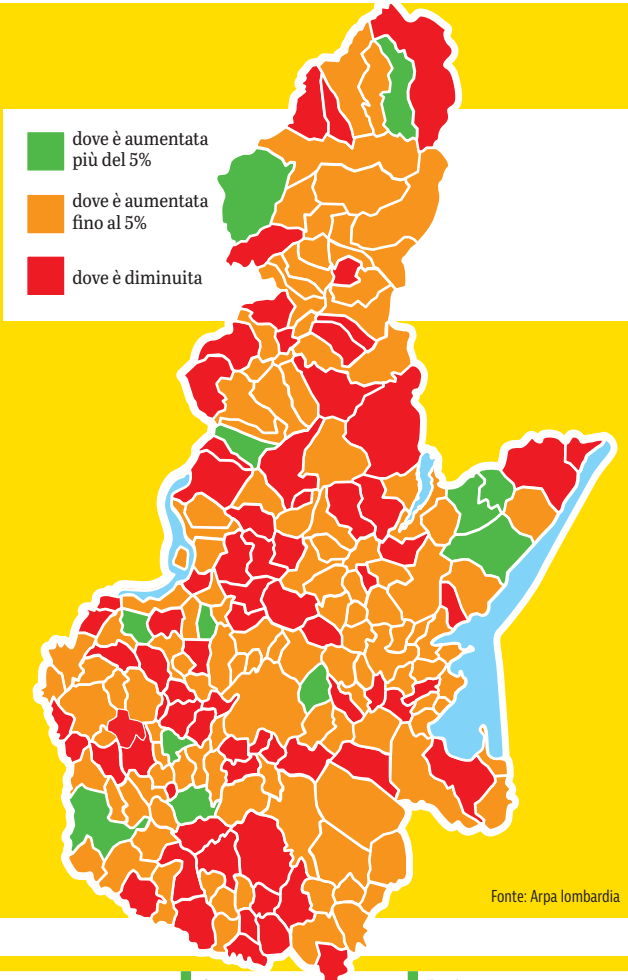 dove è aumentata
più del 5%
dove è aumentata
fino al 5%
dove è diminuita
Fonte: Arpa lombardia